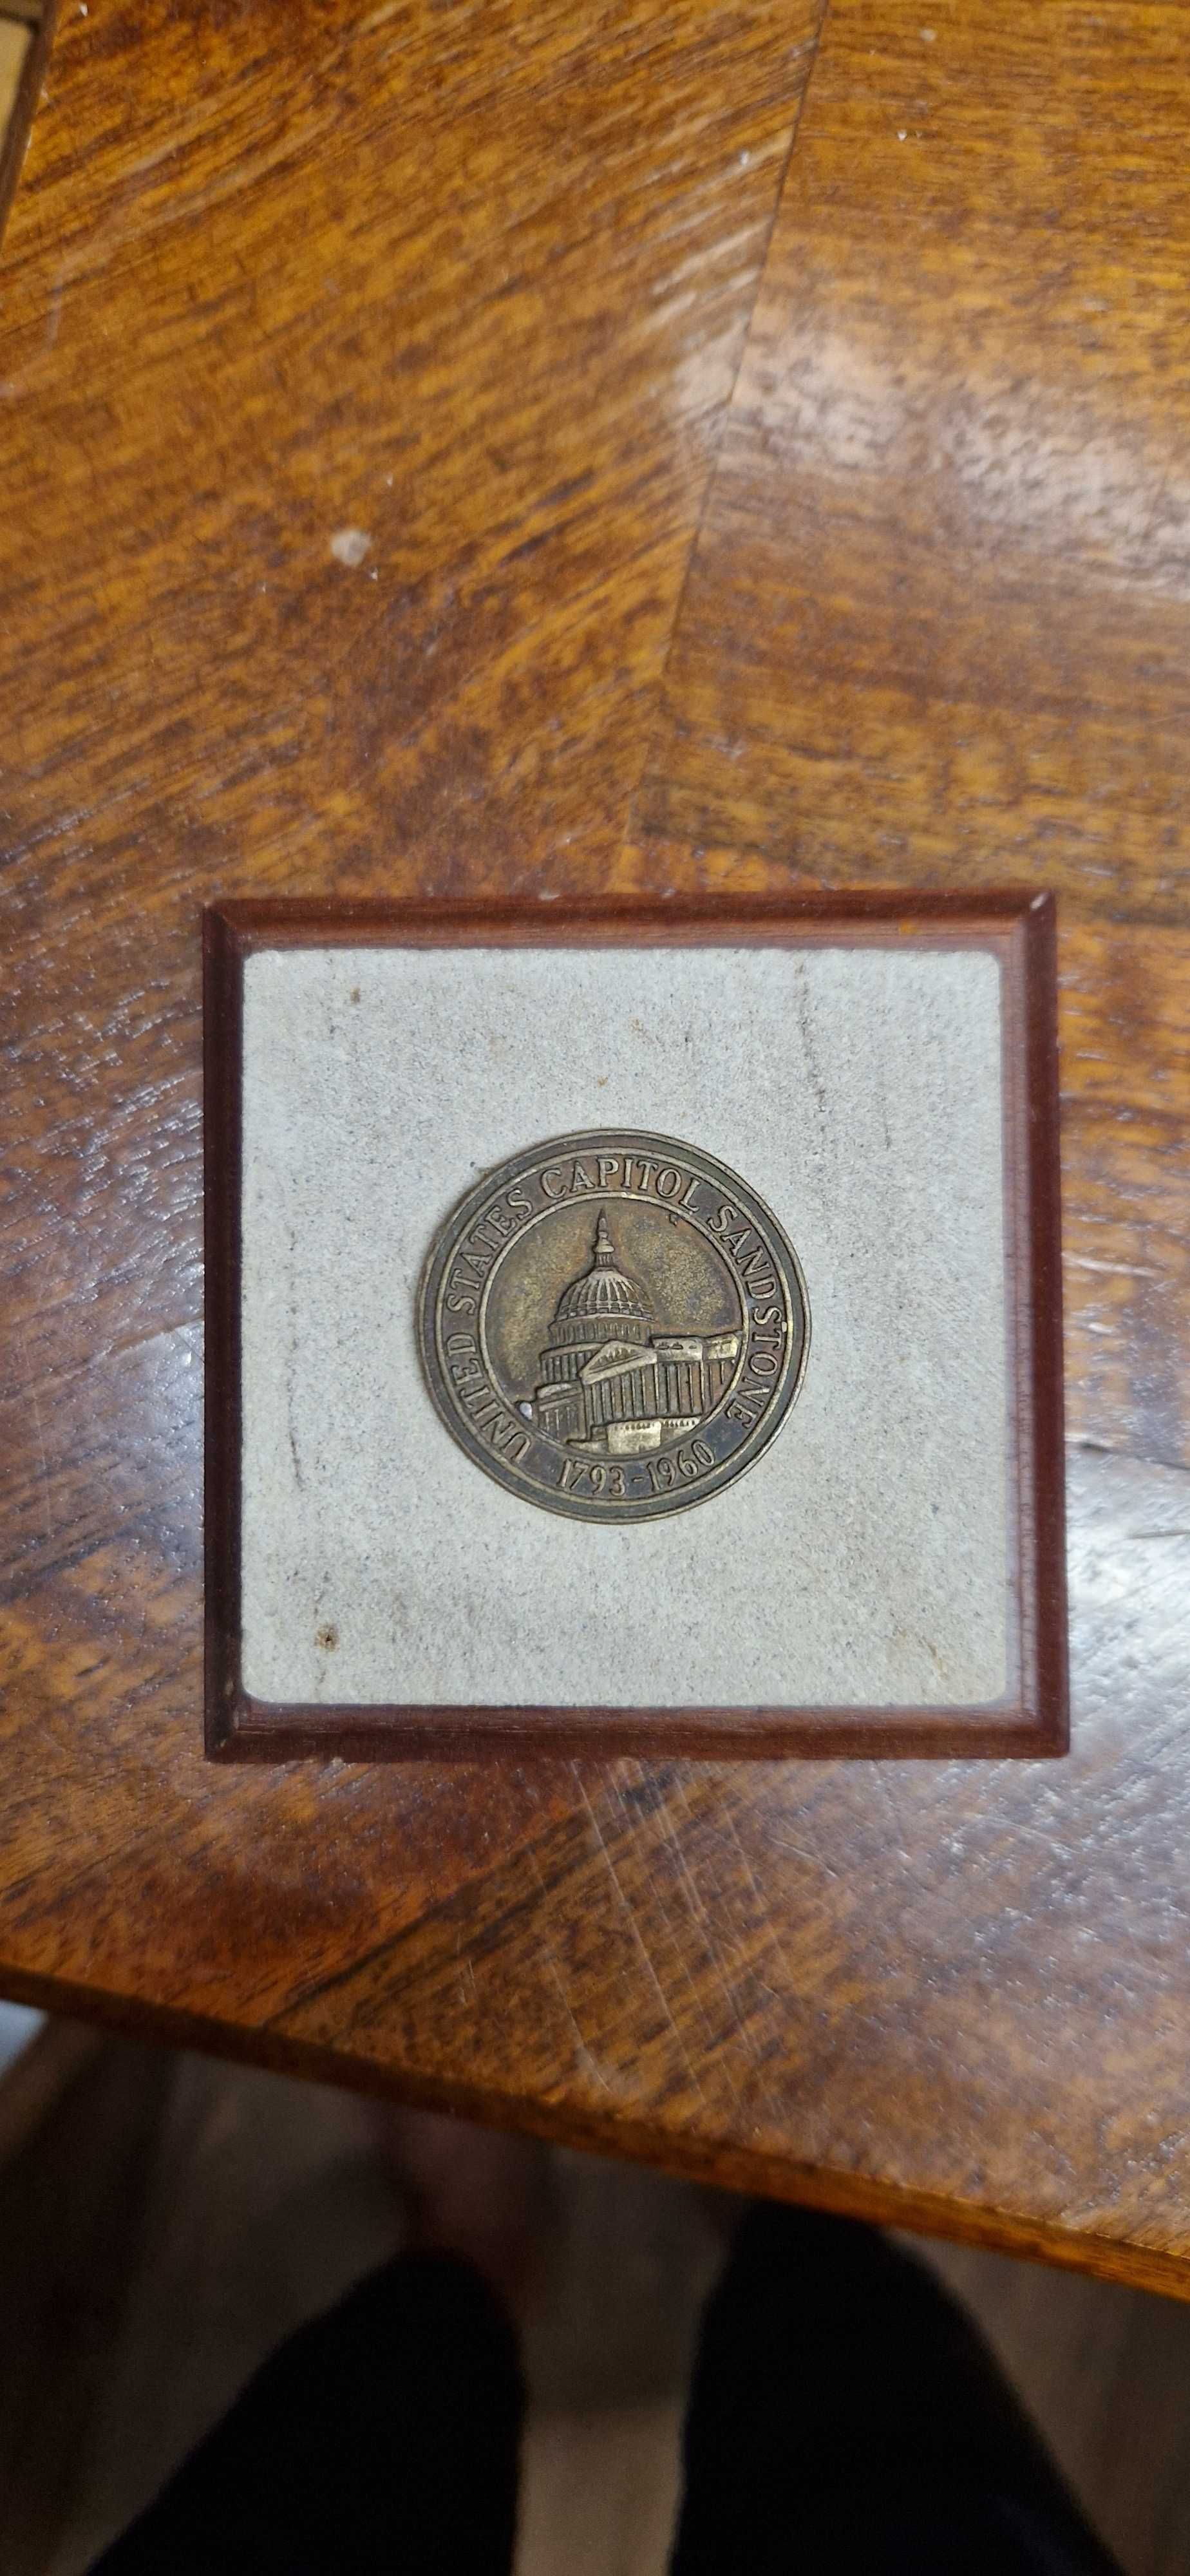 UNITED STATES CAPITOL SANDSTONE
1793-1960